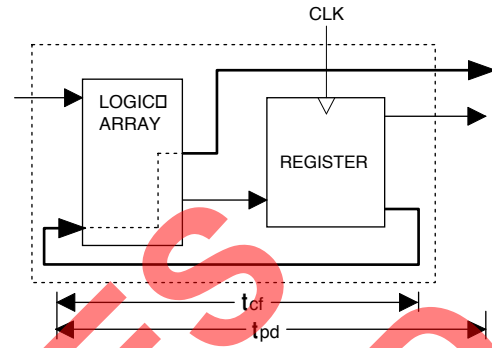 CLK
LOGIC□
ARRAY
REGISTER
tcf
tpd